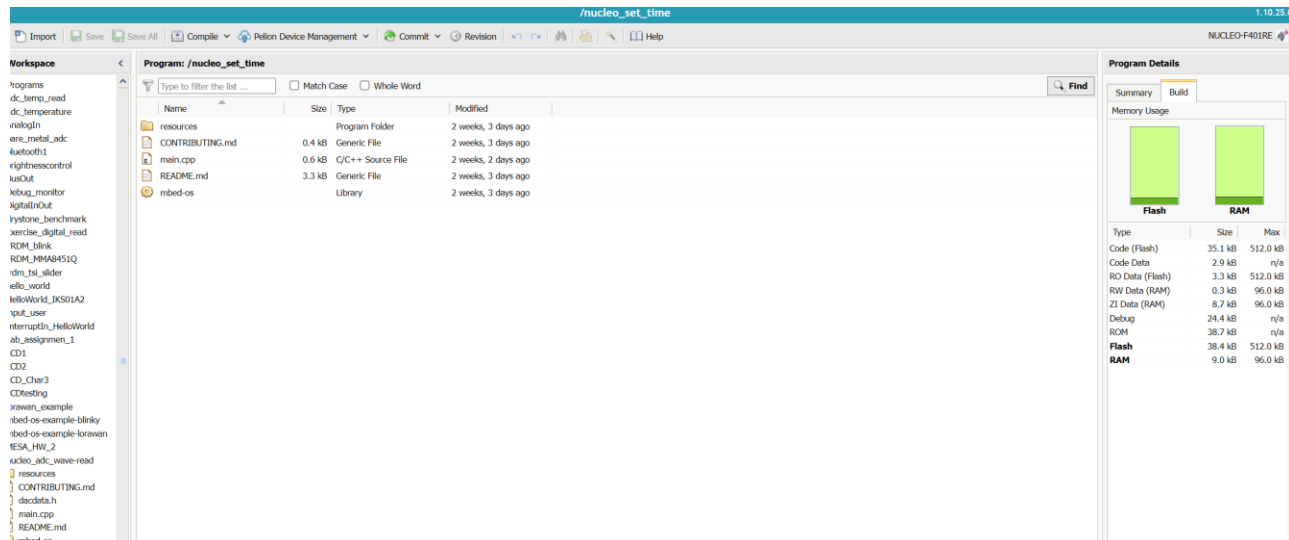 /nucleo_set_time
1.10.25.
Import Save Save All Compile Pelion Device Management Commit Revision Help
NUCLEO-F401RE
Workspace <
Program: /nucleo_set_time
Type to filter the list ... Match Case Whole Word Find
Name Size Type Modified
resources Program Folder 2 weeks, 3 days ago
CONTRIBUTING.md 0.4 kB Generic File 2 weeks, 3 days ago
main.cpp 0.6 kB C/C++ Source File 2 weeks, 2 days ago
README.md 3.3 kB Generic File 2 weeks, 3 days ago
mbed-os Library 2 weeks, 3 days ago
Programs
dc_temp_read
dc_temperature
AnalogIn
are_metal_adc
luetooth1
rightnesscontrol
usOut
Debug_monitor
DigitalInOut
rystone_benchmark
xercise_digital_read
RDM_blink
RDM_MMA8451Q
rdm_tsi_slider
ello_world
HelloWorld_IKS01A2
nput_user
nterruptIn_HelloWorld
ab_assignmen_1
CD1
CD2
CD_Char3
CDtesting
orawan_example
mbed-os-example-blinky
mbed-os-example-lorawan
MESA_HW_2
nucleo_adc_wave-read
resources
CONTRIBUTING.md
dacdata.h
main.cpp
README.md
Program Details
Summary Build
Memory Usage
Flash RAM
Type Size Max
Code (Flash) 35.1 kB 512.0 kB
Code Data 2.9 kB n/a
RO Data (Flash) 3.3 kB 512.0 kB
RW Data (RAM) 0.3 kB 96.0 kB
ZI Data (RAM) 8.7 kB 96.0 kB
Debug 24.4 kB n/a
ROM 38.7 kB n/a
Flash 38.4 kB 512.0 kB
RAM 9.0 kB 96.0 kB